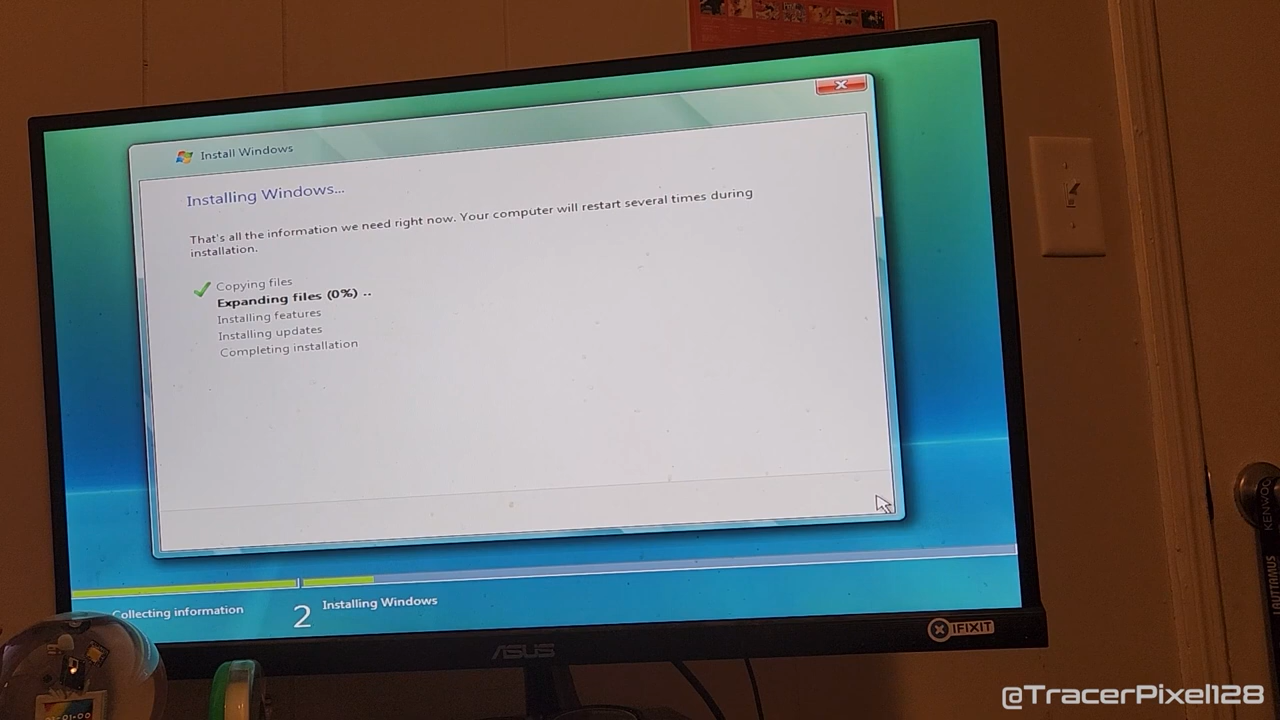 Install Windows
Installing Windows...
That's all the information we need right now. Your computer will restart several times during
installation.
Copying files
Expanding files (0%) ..
Installing features
Installing updates
Completing installation
Collecting information
2 Installing Windows
ASUS
IFIXIT
KENWOOD
@TracerPixel128